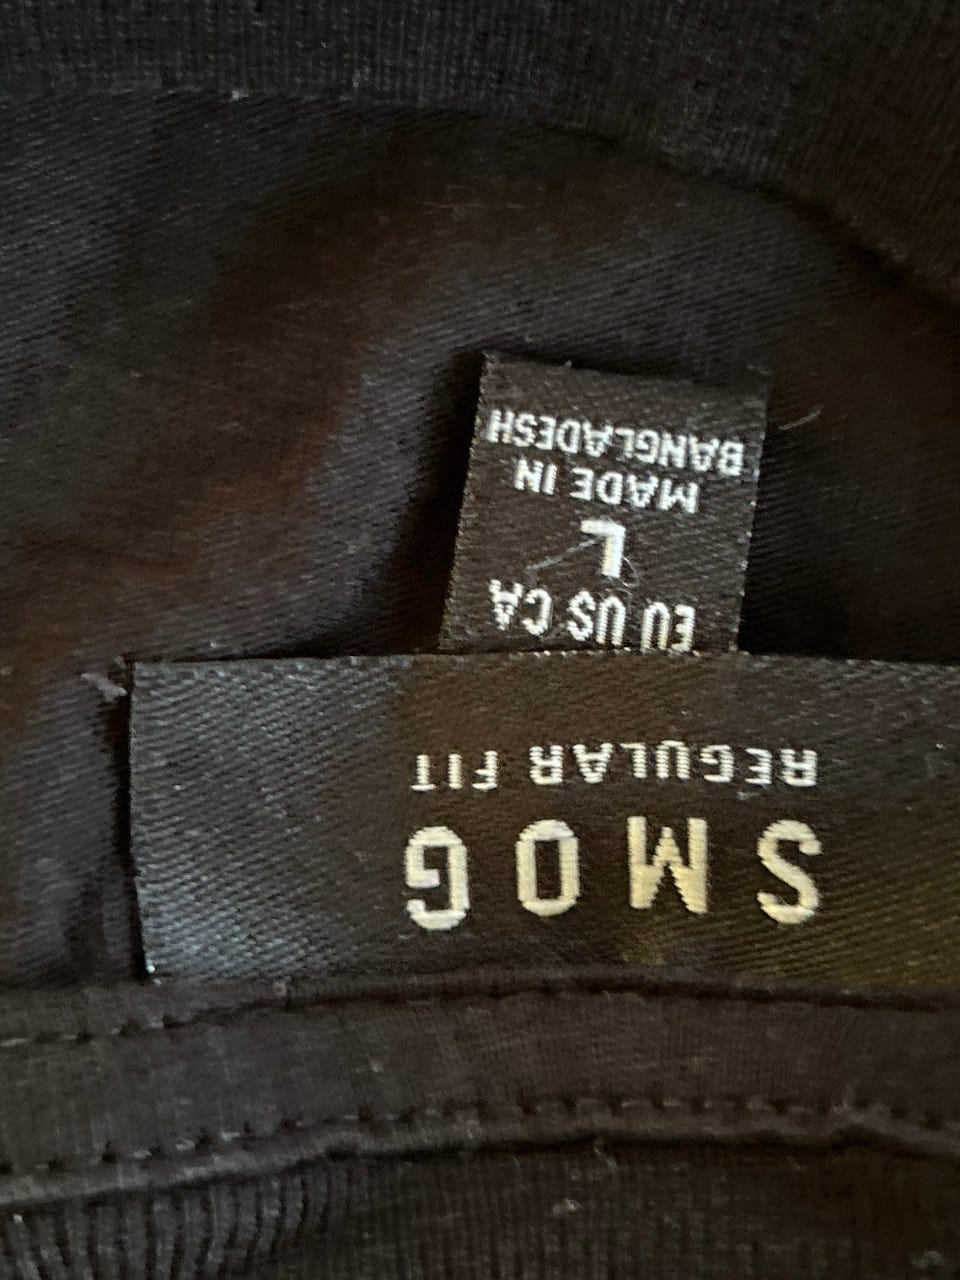 SMOG
REGULAR FIT
EU US CA
L
MADE IN
BANGLADESH